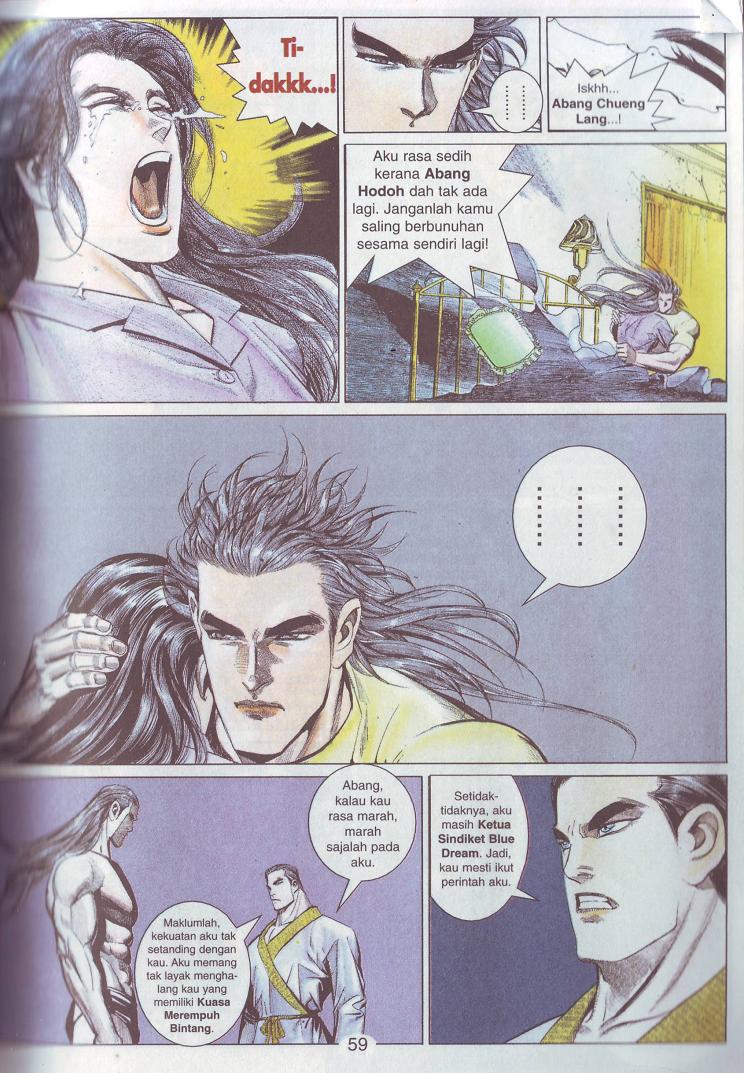 Ti-
dakkk...!
Iskhh...
Abang Chueng
Lang...!
Aku rasa sedih
kerana Abang
Hodoh dah tak ada
lagi. Janganlah kamu
saling berbunuhan
sesama sendiri lagi!
Abang,
kalau kau
rasa marah,
marah
sajalah pada
aku.
Maklumlah,
kekuatan aku tak
setanding dengan
kau. Aku memang
tak layak mengha-
lang kau yang
memiliki Kuasa
Merempuh
Bintang.
Setidak-
tidaknya, aku
masih Ketua
Sindiket Blue
Dream. Jadi,
kau mesti ikut
perintah aku.
59